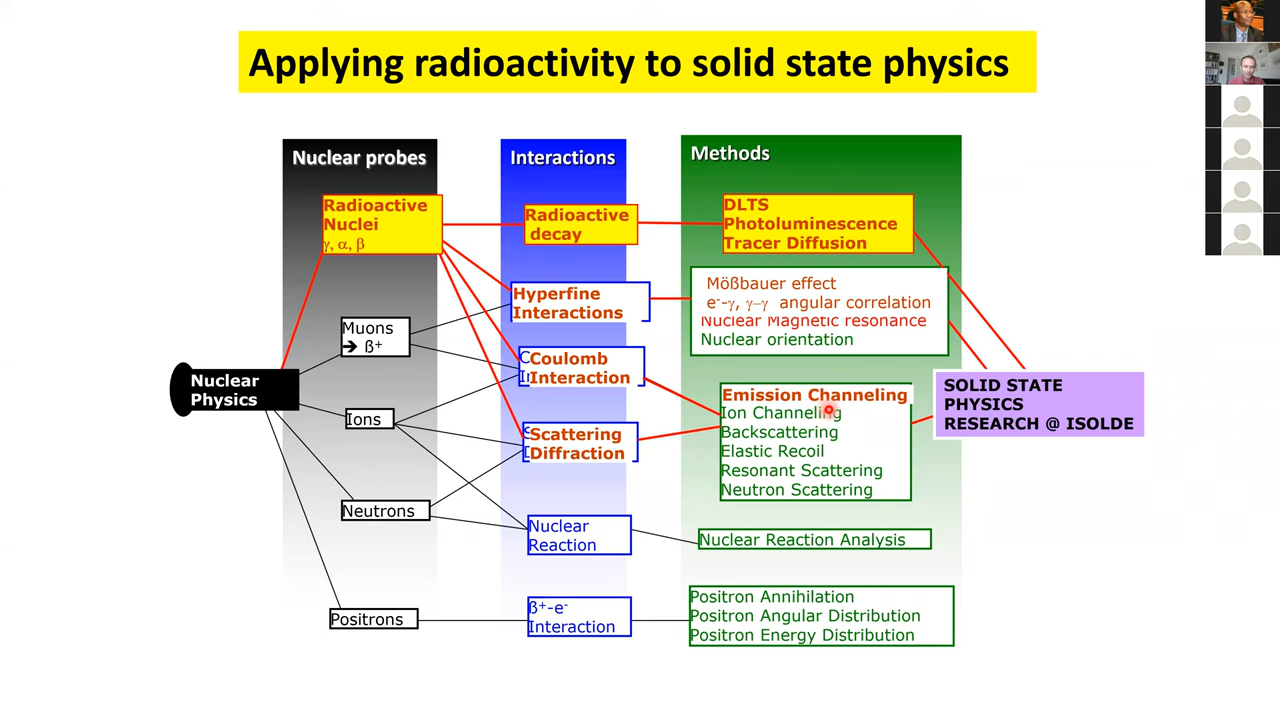 Applying radioactivity to solid state physics
Nuclear probes
Interactions
Methods
Radioactive
Nuclei
γ, α, β
Radioactive
decay
DLTS
Photoluminescence
Tracer Diffusion
Hyperfine
Interactions
Mößbauer effect
e⁻-γ, γ–γ angular correlation
Nuclear Magnetic resonance
Nuclear orientation
Muons
➔ ß⁺
Coulomb
Interaction
Nuclear
Physics
Emission Channeling
Ion Channeling
Backscattering
Elastic Recoil
Resonant Scattering
Neutron Scattering
SOLID STATE
PHYSICS
RESEARCH @ ISOLDE
Ions
Scattering
Diffraction
Neutrons
Nuclear
Reaction
Nuclear Reaction Analysis
Positrons
ß⁺-e⁻
Interaction
Positron Annihilation
Positron Angular Distribution
Positron Energy Distribution